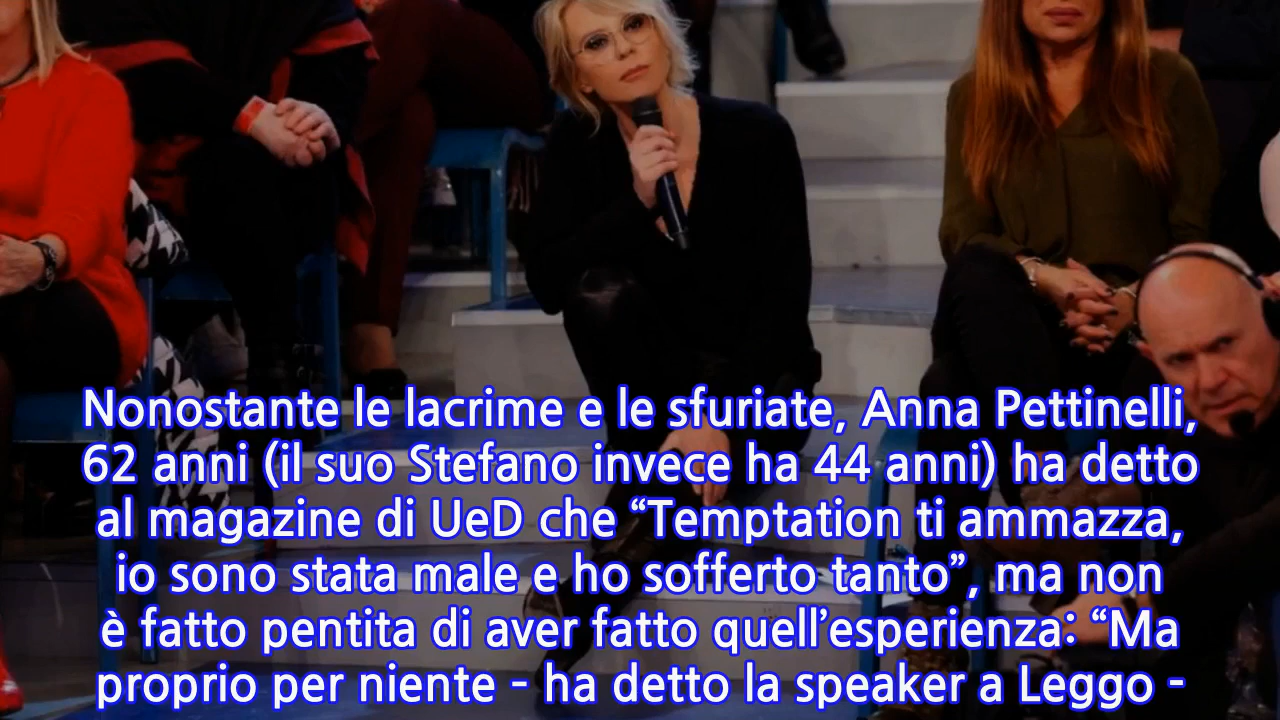 Nonostante le lacrime e le sfuriate, Anna Pettinelli,
62 anni (il suo Stefano invece ha 44 anni) ha detto
al magazine di UeD che “Temptation ti ammazza,
io sono stata male e ho sofferto tanto”, ma non
è fatto pentita di aver fatto quell’esperienza: “Ma
proprio per niente - ha detto la speaker a Leggo -